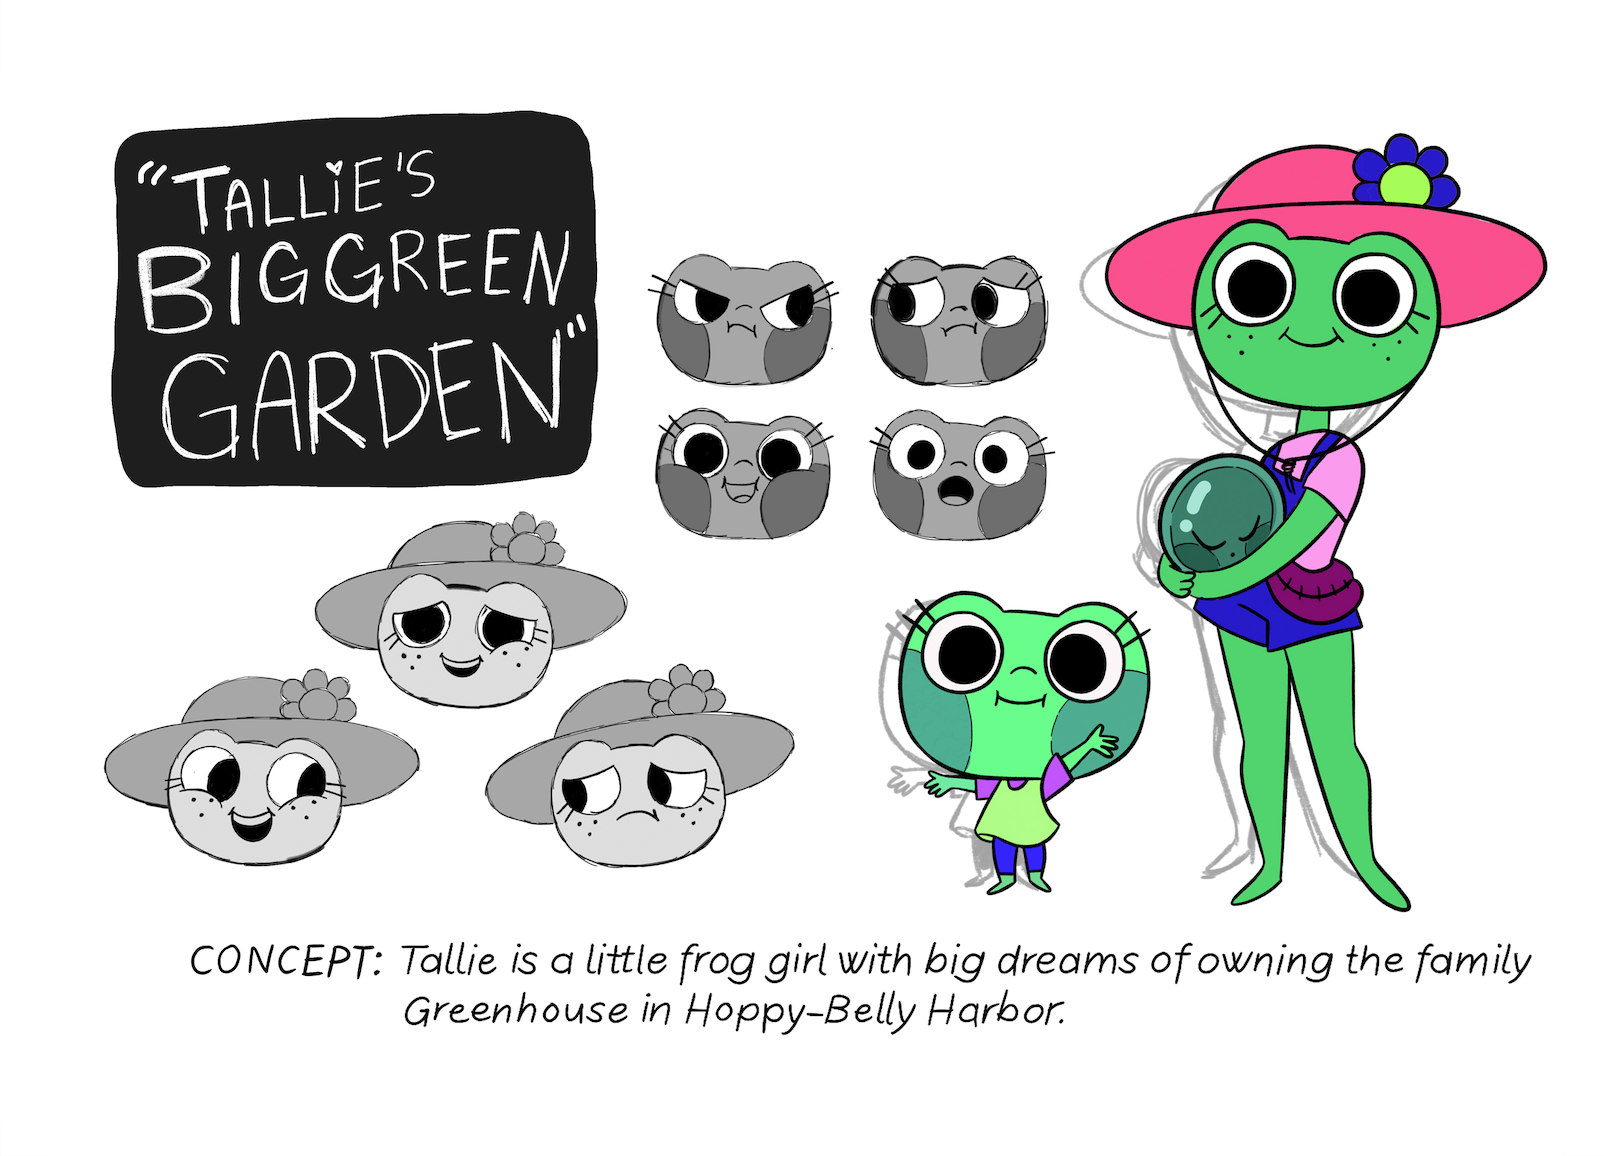 "TALLiE'S
BIG GREEN
GARDEN"
CONCEPT: Tallie is a little frog girl with big dreams of owning the family
Greenhouse in Hoppy-Belly Harbor.